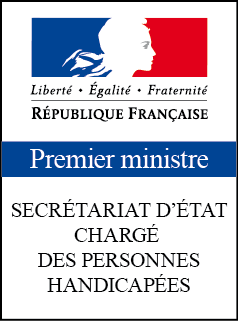 Liberté • Égalité • Fraternité
RÉPUBLIQUE FRANÇAISE
Premier ministre
SECRÉTARIAT D’ÉTAT
CHARGÉ
DES PERSONNES
HANDICAPÉES